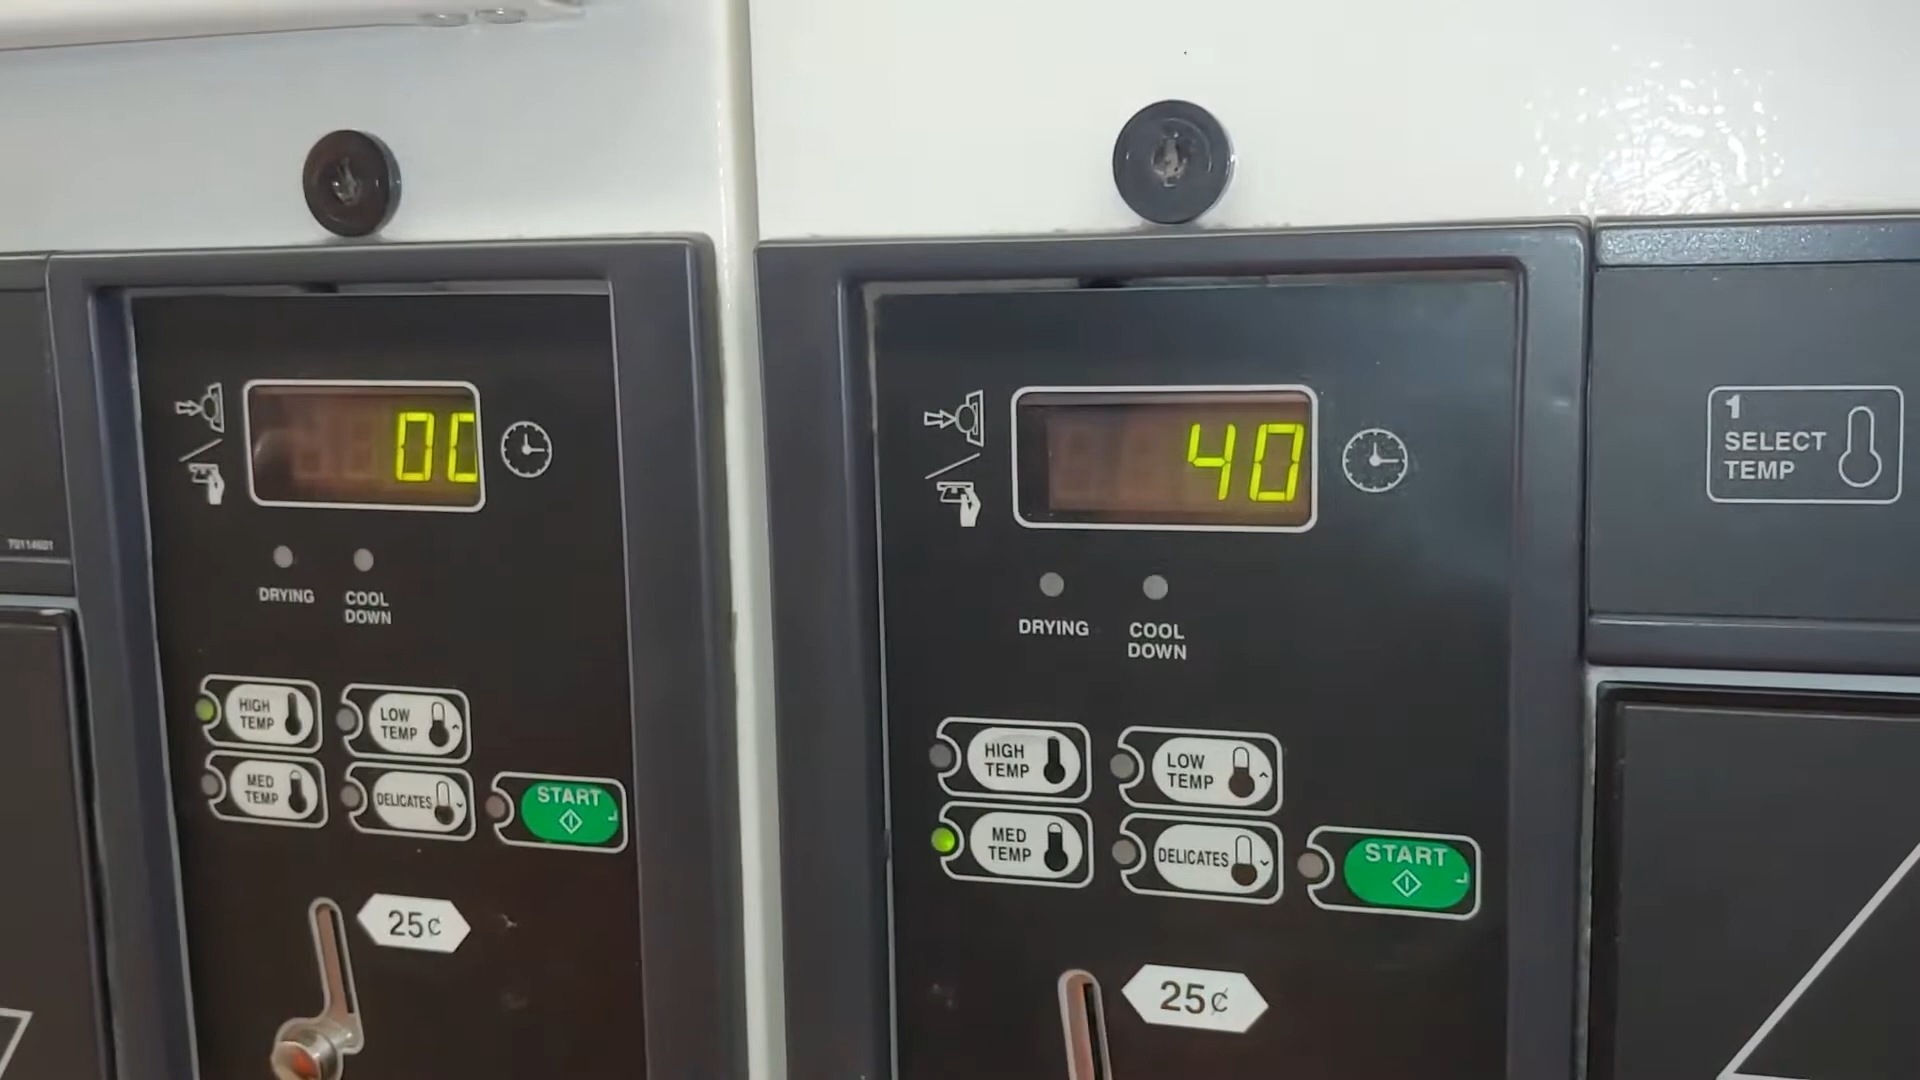 00
DRYING
COOL
DOWN
HIGH
TEMP
LOW
TEMP
MED
TEMP
DELICATES
START
25¢
40
DRYING
COOL
DOWN
HIGH
TEMP
LOW
TEMP
MED
TEMP
DELICATES
START
25¢
1
SELECT
TEMP